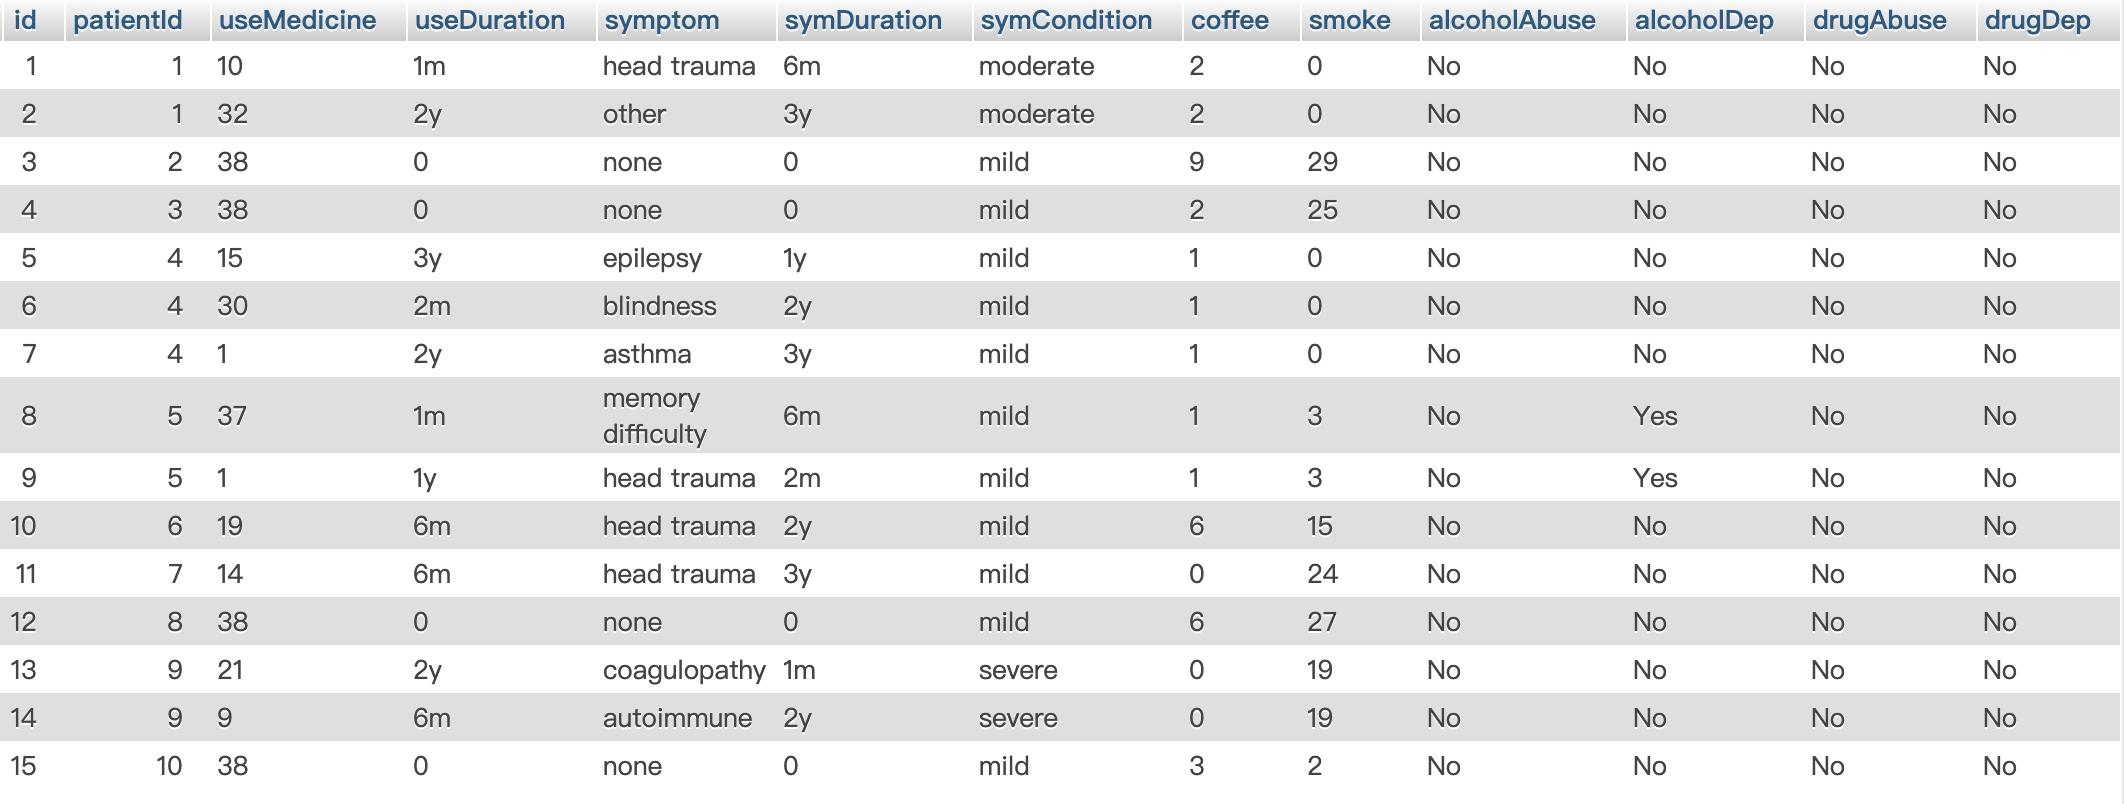 id patientId useMedicine useDuration symptom symDuration symCondition coffee smoke alcoholAbuse alcoholDep drugAbuse drugDep
1 1 10 1m head trauma 6m moderate 2 0 No No No No
2 1 32 2y other 3y moderate 2 0 No No No No
3 2 38 0 none 0 mild 9 29 No No No No
4 3 38 0 none 0 mild 2 25 No No No No
5 4 15 3y epilepsy 1y mild 1 0 No No No No
6 4 30 2m blindness 2y mild 1 0 No No No No
7 4 1 2y asthma 3y mild 1 0 No No No No
8 5 37 1m memory difficulty 6m mild 1 3 No Yes No No
9 5 1 1y head trauma 2m mild 1 3 No Yes No No
10 6 19 6m head trauma 2y mild 6 15 No No No No
11 7 14 6m head trauma 3y mild 0 24 No No No No
12 8 38 0 none 0 mild 6 27 No No No No
13 9 21 2y coagulopathy 1m severe 0 19 No No No No
14 9 9 6m autoimmune 2y severe 0 19 No No No No
15 10 38 0 none 0 mild 3 2 No No No No